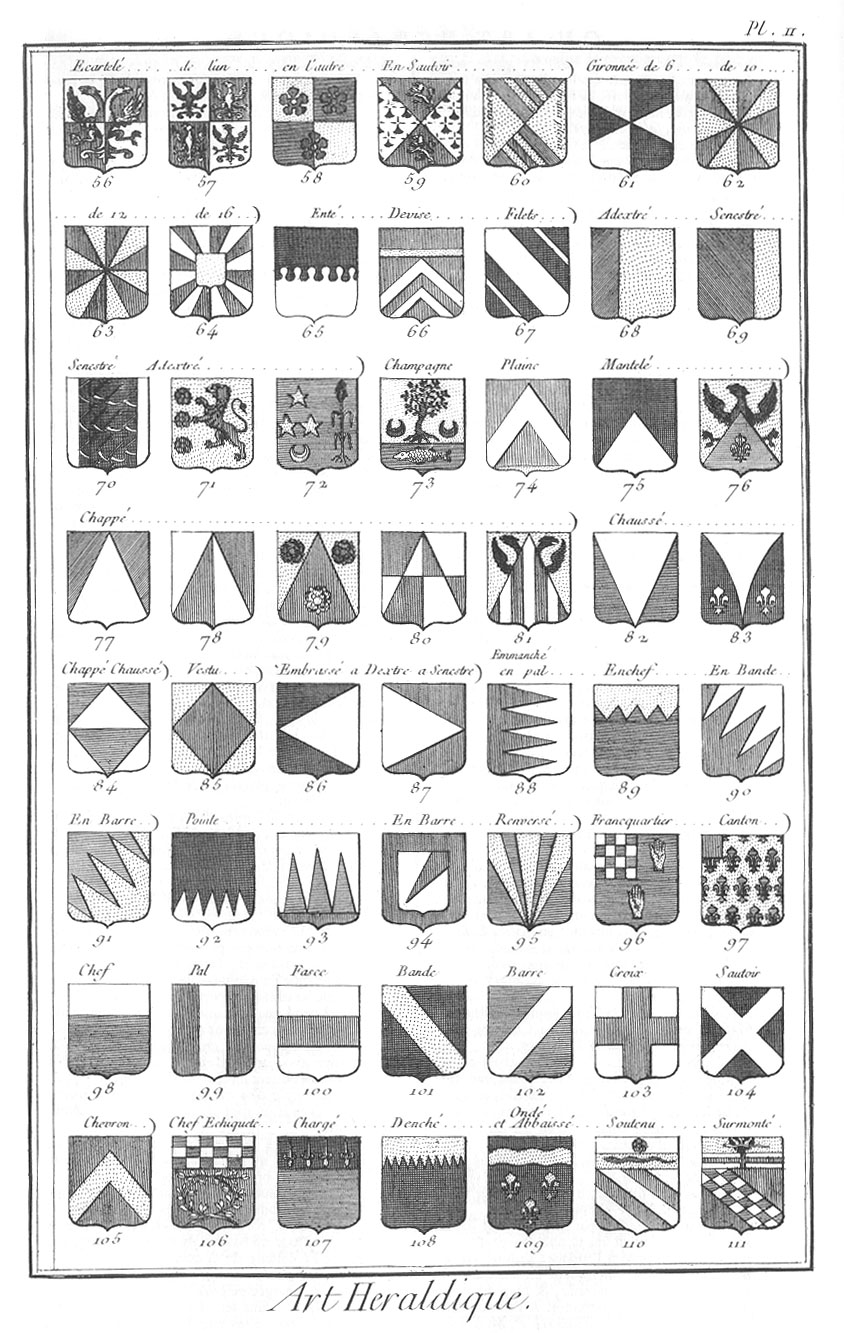 Pl. II.
Ecartelé de l'un en l'autre En Sautoir ) Gironnée de 6 de 10
56 57 58 59 60 61 62
de 12 de 16 ) Enté Devise Filets ) Adextré Senestré
63 64 65 66 67 68 69
Senestré Adextré ) Champagne Plaine Mantelé )
70 71 72 73 74 75 76
Chappé ) Chaussé
77 78 79 80 81 82 83
Chappé Chaussé ) Vestu ) Embrassé a Dextre a Senestre ) Emmanché en pal Enchef En Bande
84 85 86 87 88 89 90
En Barre ) Pointe En Barre Renversé ) Francquartier Canton )
91 92 93 94 95 96 97
Chef Pal Fasce Bande Barre Croix Sautoir
98 99 100 101 102 103 104
Chevron ) Chef Echiqueté Chargé Denché Ondé et Abbaissé Soutenu Surmonté
105 106 107 108 109 110 111
Art Heraldique.